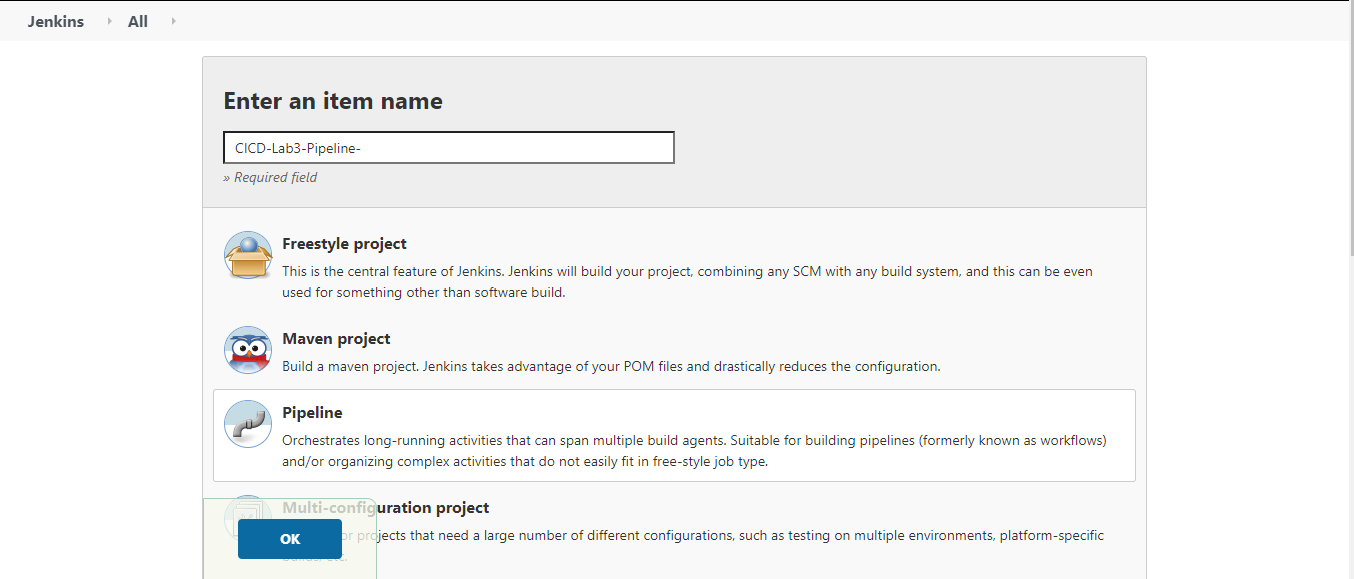 Jenkins All
Enter an item name
CICD-Lab3-Pipeline-
» Required field
Freestyle project
This is the central feature of Jenkins. Jenkins will build your project, combining any SCM with any build system, and this can be even
used for something other than software build.
Maven project
Build a maven project. Jenkins takes advantage of your POM files and drastically reduces the configuration.
Pipeline
Orchestrates long-running activities that can span multiple build agents. Suitable for building pipelines (formerly known as workflows)
and/or organizing complex activities that do not easily fit in free-style job type.
Multi-configuration project
or projects that need a large number of different configurations, such as testing on multiple environments, platform-specific
OK